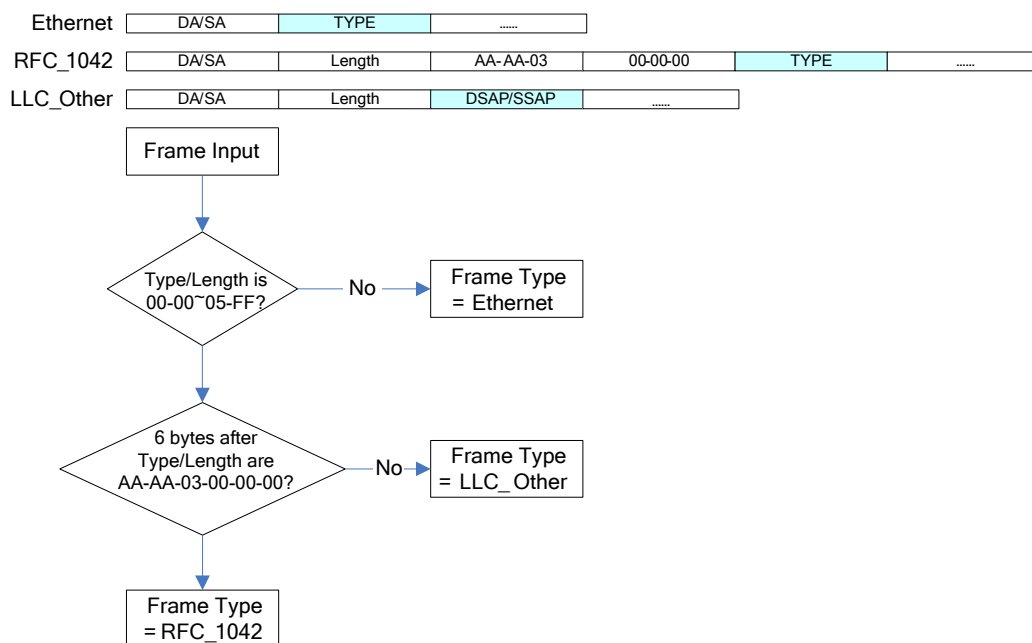 Ethernet DA/SA TYPE ......
RFC_1042 DA/SA Length AA-AA-03 00-00-00 TYPE ......
LLC_Other DA/SA Length DSAP/SSAP ......
Frame Input
Type/Length is
00-00~05-FF?
No
Frame Type
= Ethernet
6 bytes after
Type/Length are
AA-AA-03-00-00-00?
No
Frame Type
= LLC_Other
Frame Type
= RFC_1042